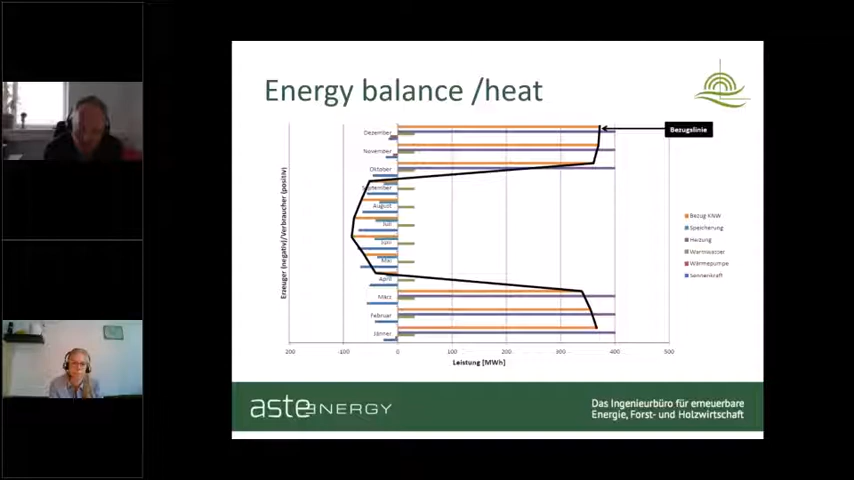 Energy balance /heat
Bezugslinie
Dezember
November
Oktober
September
August
Juli
Juni
Mai
April
März
Februar
Jänner
Erzeuger (negativ)/Verbraucher (positiv)
200
-100
0
100
200
300
400
500
Leistung [MWh]
Bezug KNW
Speicherung
Heizung
Warmwasser
Wärmepumpe
Sonnenkraft
aste ENERGY
Das Ingenieurbüro für erneuerbare
Energie, Forst- und Holzwirtschaft